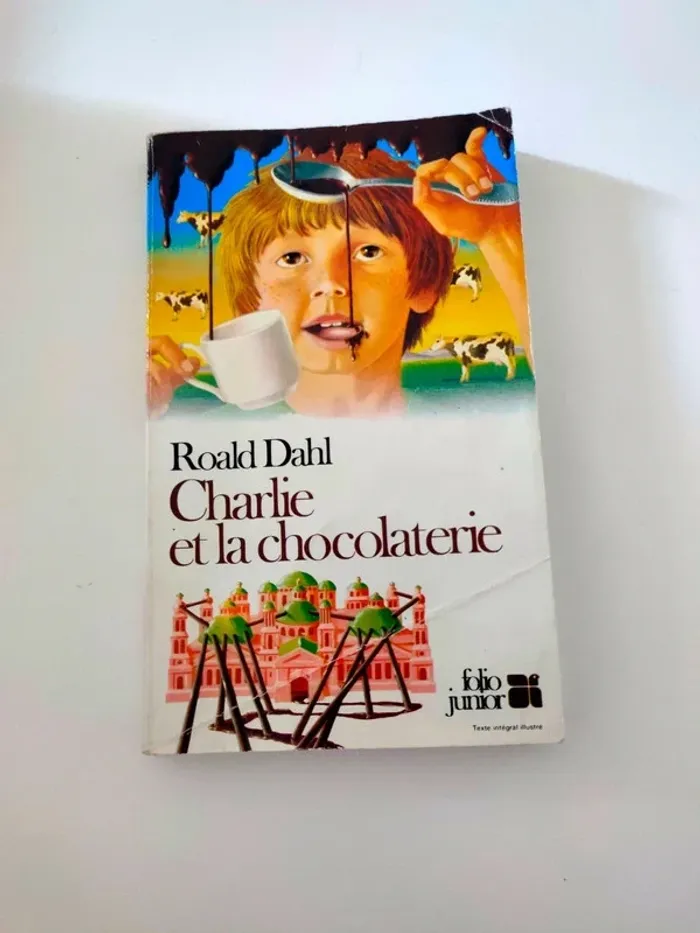 Roald Dahl
Charlie
et la chocolaterie
folio
junior
Texte intégral illustré